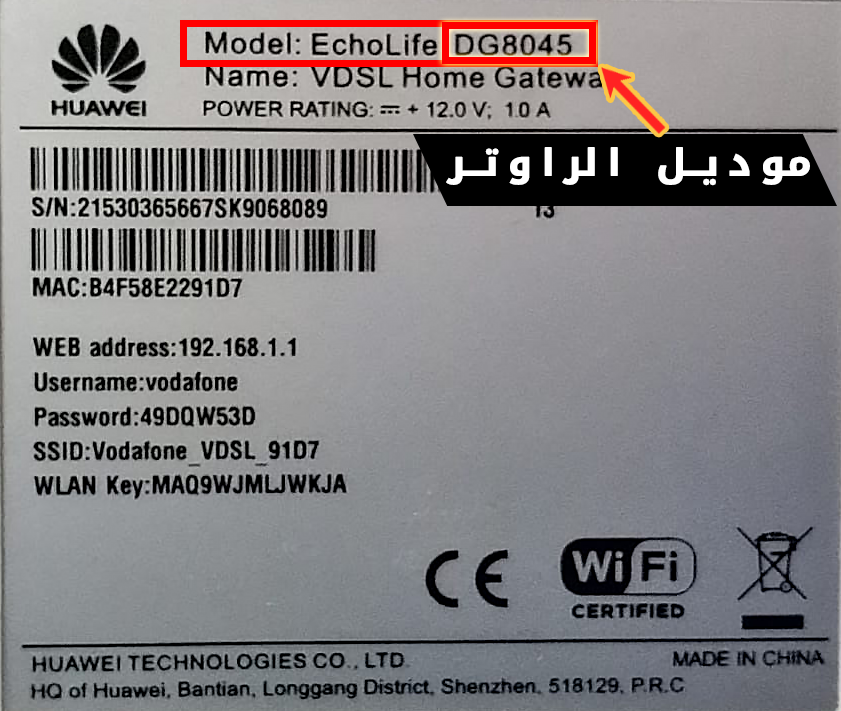 HUAWEI
Model: EchoLife DG8045
Name: VDSL Home Gatewa
POWER RATING: ⎓ + 12.0 V; 1.0 A
موديل الراوتر
S/N:21530365667SK9068089
13
MAC:B4F58E2291D7
WEB address:192.168.1.1
Username:vodafone
Password:49DQW53D
SSID:Vodafone_VDSL_91D7
WLAN Key:MAQ9WJMLJWKJA
CE
WiFi
CERTIFIED
HUAWEI TECHNOLOGIES CO., LTD.
MADE IN CHINA
HQ of Huawei, Bantian, Longgang District, Shenzhen, 518129, P.R.C